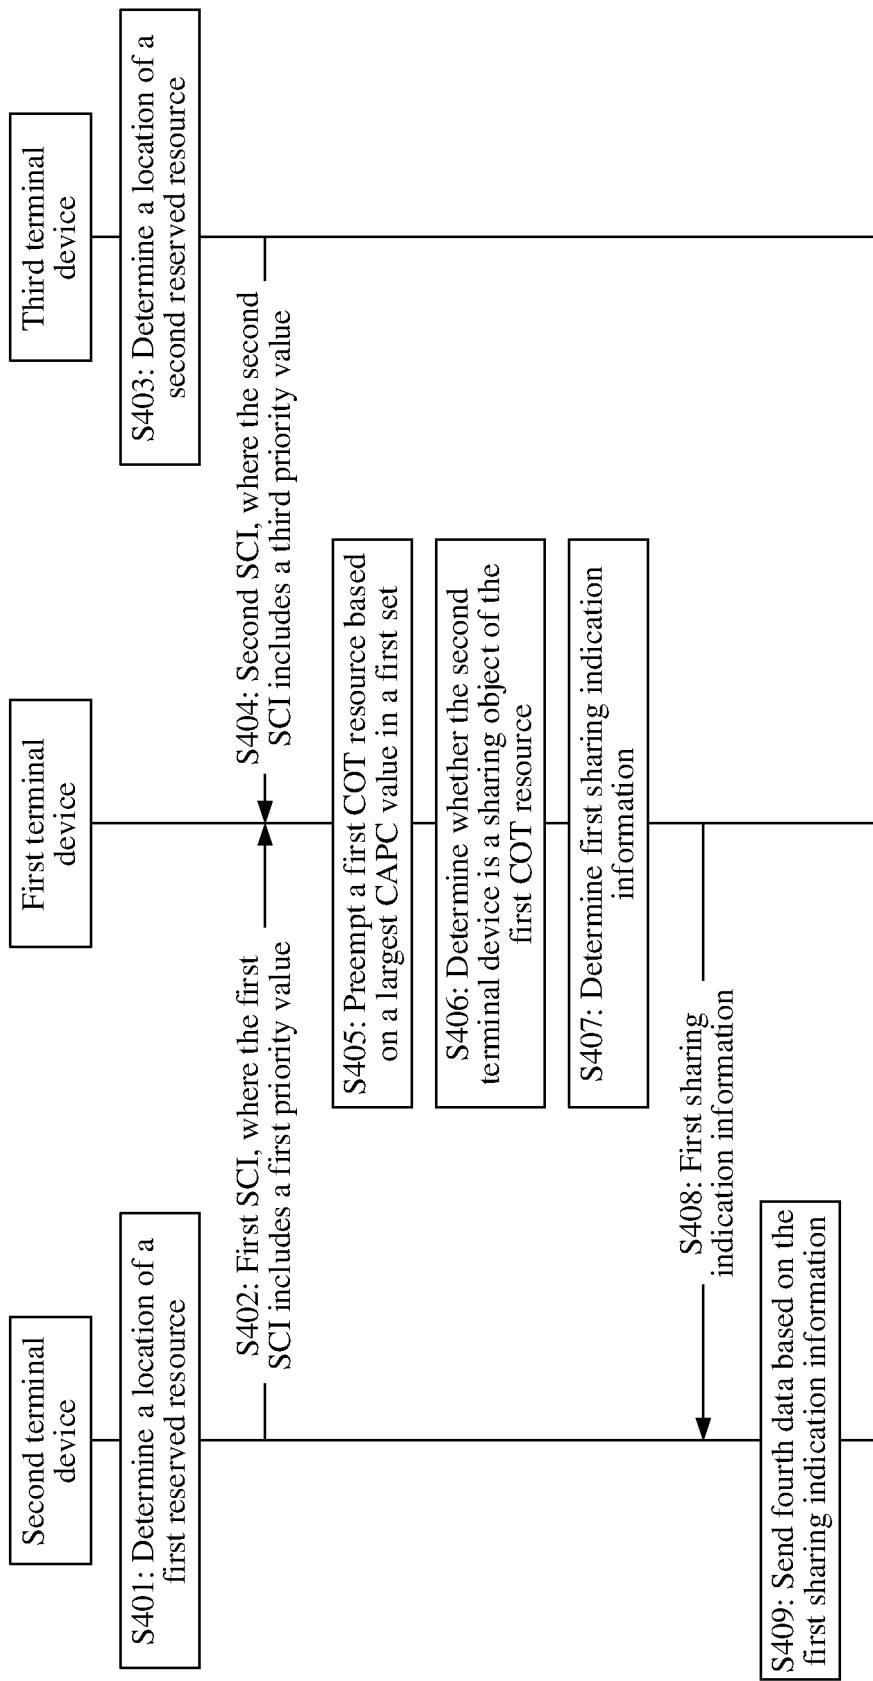 Second terminal
device
First terminal
device
Third terminal
device
S401: Determine a location of a
first reserved resource
S403: Determine a location of a
second reserved resource
S402: First SCI, where the first
SCI includes a first priority value
S404: Second SCI, where the second
SCI includes a third priority value
S405: Preempt a first COT resource based
on a largest CAPC value in a first set
S406: Determine whether the second
terminal device is a sharing object of the
first COT resource
S407: Determine first sharing indication
information
S408: First sharing
indication information
S409: Send fourth data based on the
first sharing indication information